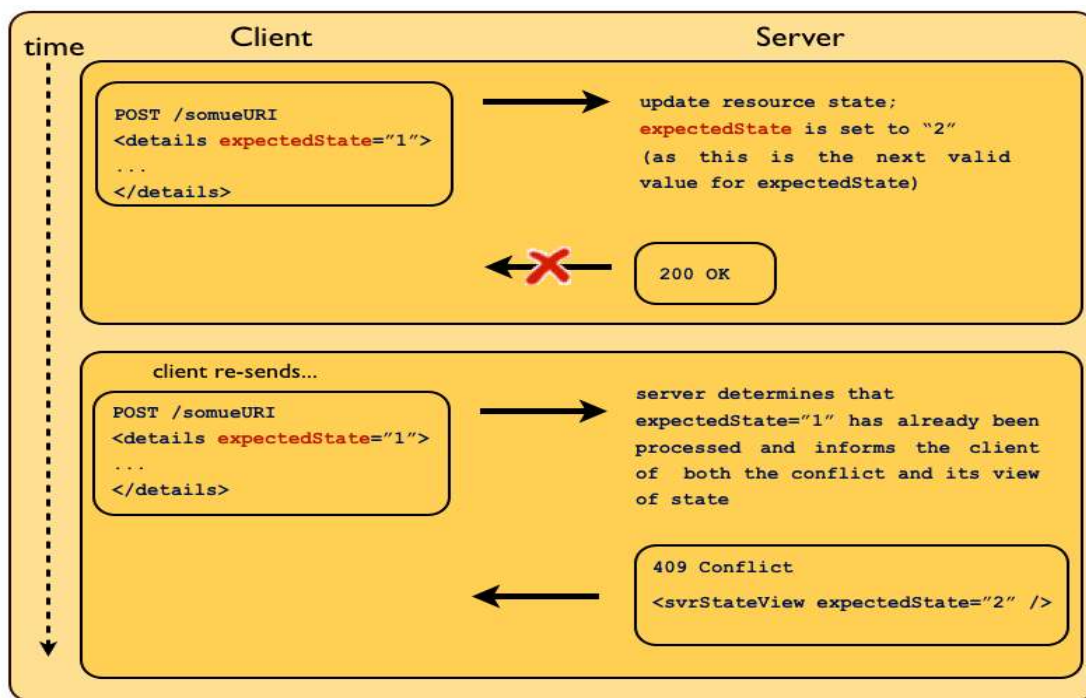 time
Client
Server
POST /somueURI
<details expectedState="1">
...
</details>
update resource state;
expectedState is set to “2”
(as this is the next valid
value for expectedState)
200 OK
client re-sends...
POST /somueURI
<details expectedState="1">
...
</details>
server determines that
expectedState="1" has already been
processed and informs the client
of both the conflict and its view
of state
409 Conflict
<svrStateView expectedState="2" />